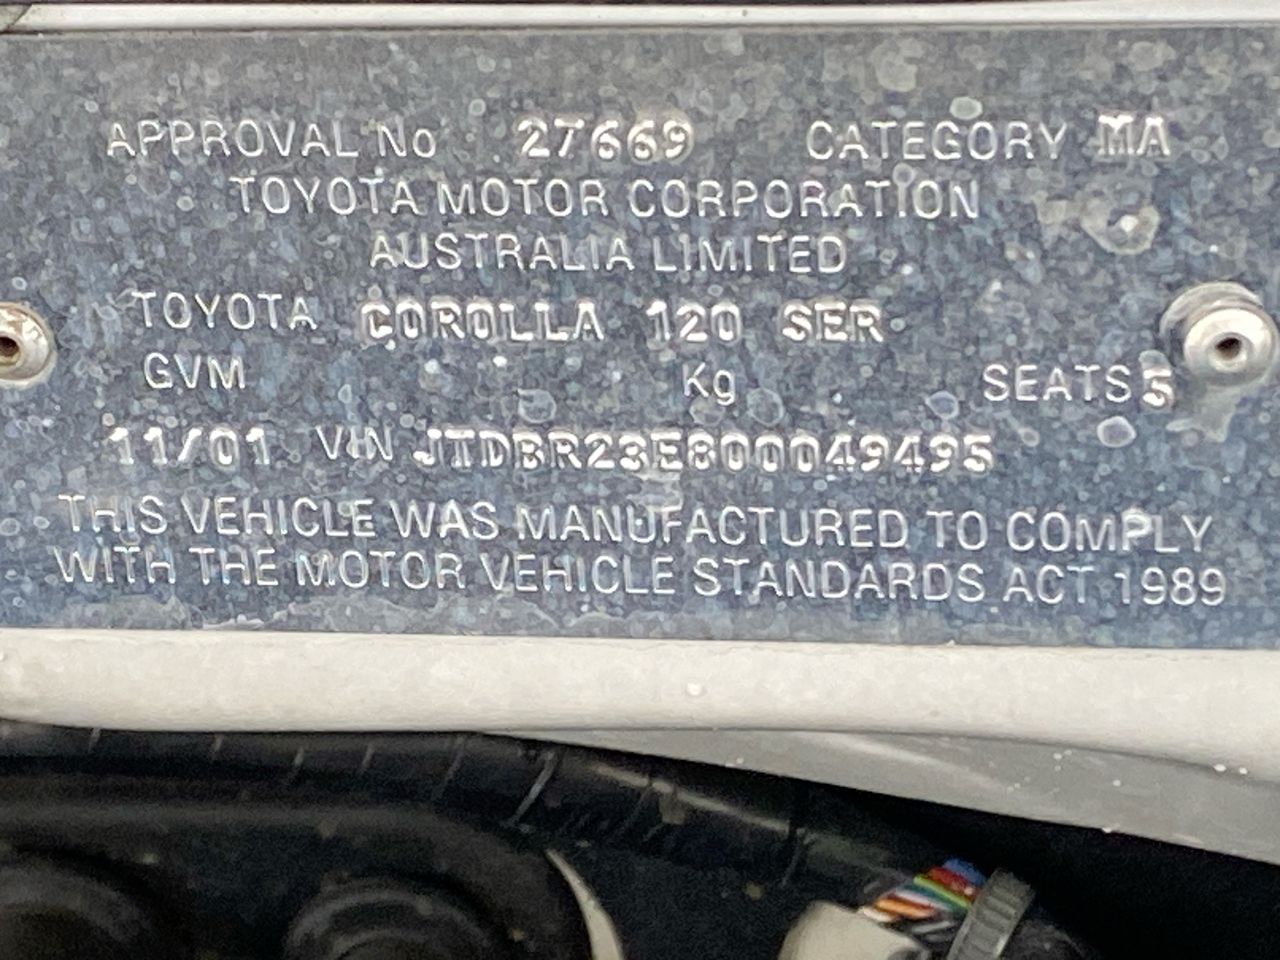 APPROVAL No 27669 CATEGORY MA
TOYOTA MOTOR CORPORATION
AUSTRALIA LIMITED
TOYOTA COROLLA 120 SER
GVM Kg SEATS 5
11/01 VIN JTDBR23E800049495
THIS VEHICLE WAS MANUFACTURED TO COMPLY
WITH THE MOTOR VEHICLE STANDARDS ACT 1989